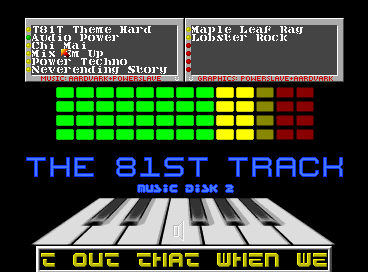 T81T Theme Hard
Audio Power
Chi Mai
Mix Em Up
Power Techno
Neverending Story
MUSIC: AARDVARK+POWERSLAVE
Maple Leaf Rag
Lobster Rock
GRAPHICS: POWERSLAVE+AARDVARK
THE 81ST TRACK
MUSIC DISK 2
T OUT THAT WHEN WE